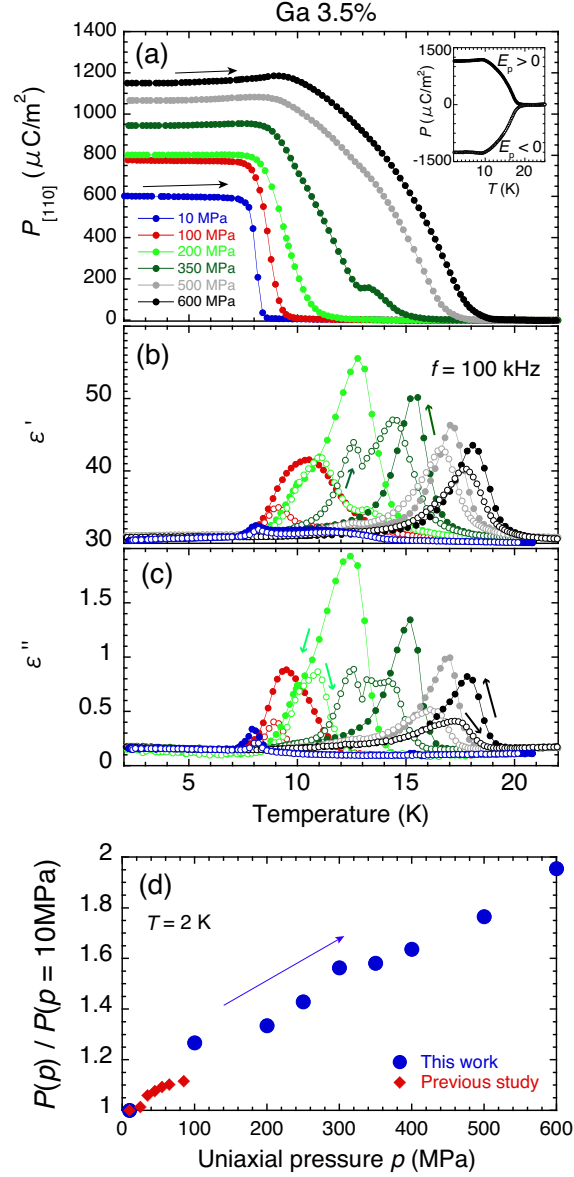 Ga 3.5%
(a)
P[110] (μC/m²)
1400
1200
1000
800
600
400
200
0
10 MPa
100 MPa
200 MPa
350 MPa
500 MPa
600 MPa
1500
0
-1500
P (μC/m²)
Ep > 0
Ep < 0
0 10 20
T (K)
(b)
f = 100 kHz
ε'
50
40
30
(c)
ε''
1.5
1
0.5
0
5 10 15 20
Temperature (K)
(d)
T = 2 K
P(p) / P(p = 10MPa)
2
1.8
1.6
1.4
1.2
1
This work
Previous study
0 100 200 300 400 500 600
Uniaxial pressure p (MPa)